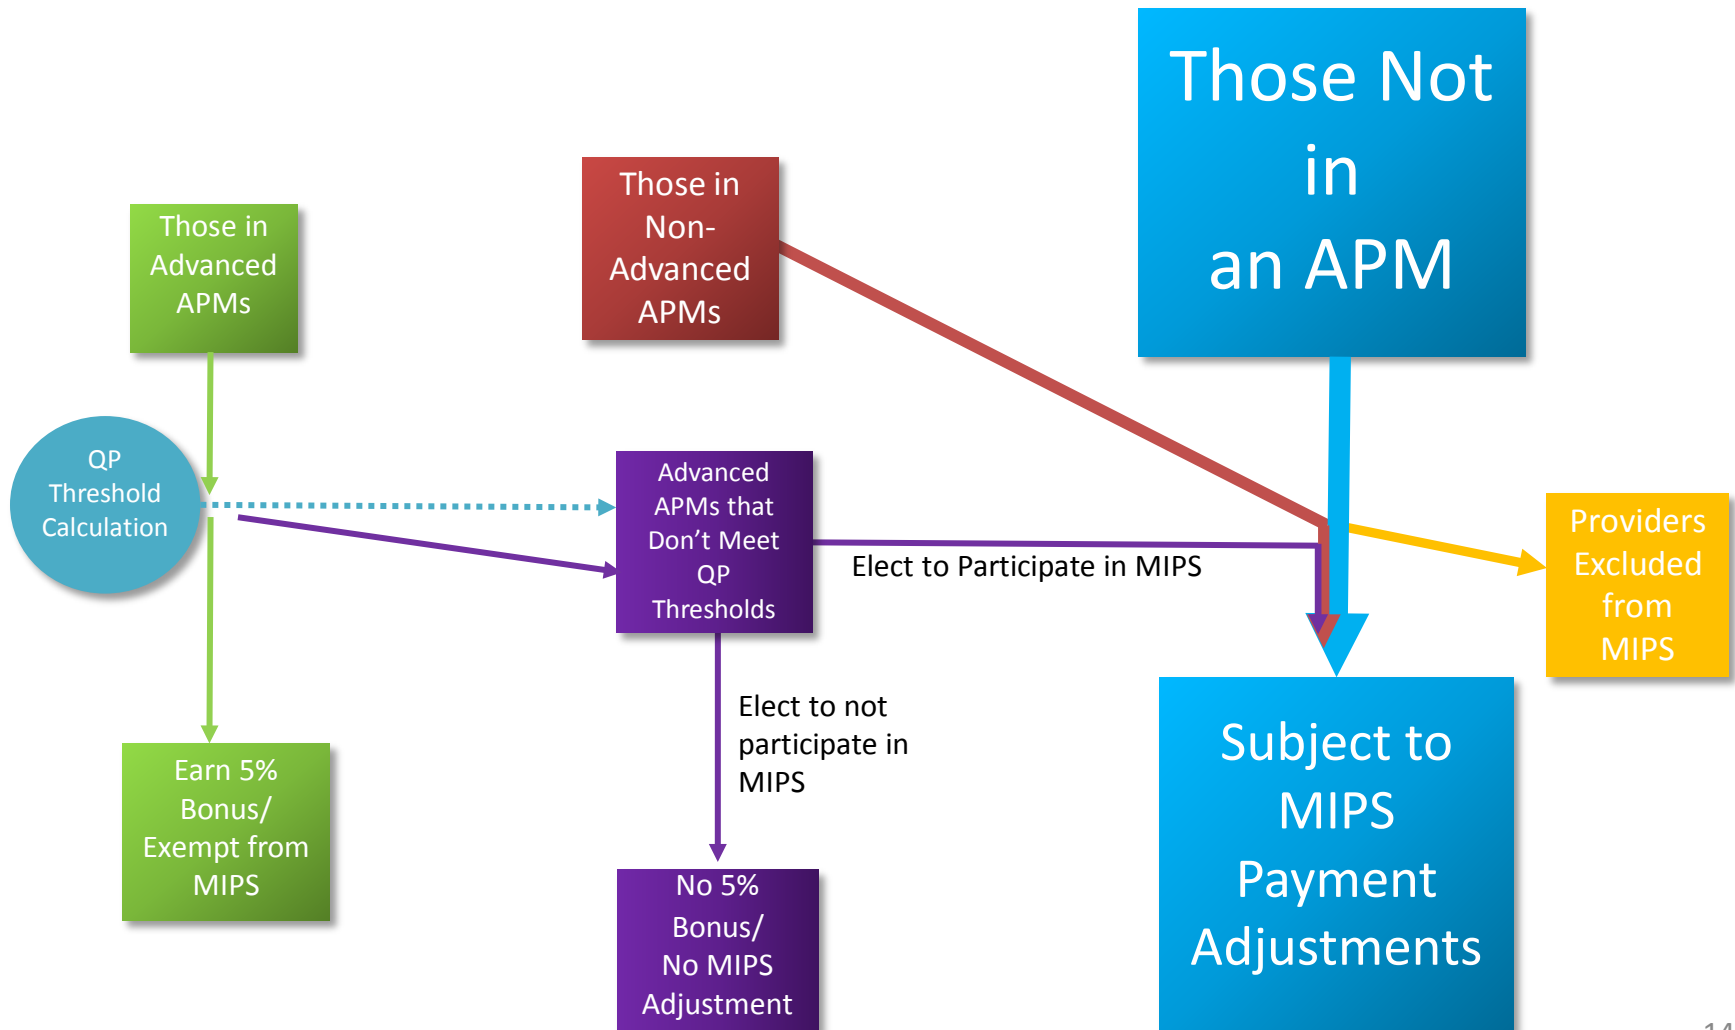 Those Not
in
an APM
Those in
Non-
Advanced
APMs
Those in
Advanced
APMs
QP
Threshold
Calculation
Advanced
APMs that
Don’t Meet
QP
Thresholds
Elect to Participate in MIPS
Providers
Excluded
from
MIPS
Elect to not
participate in
MIPS
Earn 5%
Bonus/
Exempt from
MIPS
No 5%
Bonus/
No MIPS
Adjustment
Subject to
MIPS
Payment
Adjustments
14